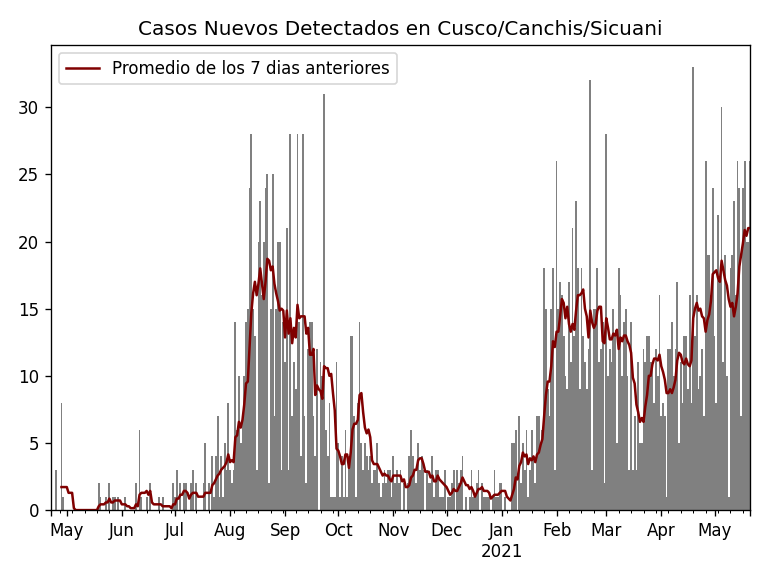 Casos Nuevos Detectados en Cusco/Canchis/Sicuani
Promedio de los 7 dias anteriores
30
25
20
15
10
5
0
May Jun Jul Aug Sep Oct Nov Dec Jan Feb Mar Apr May
2021